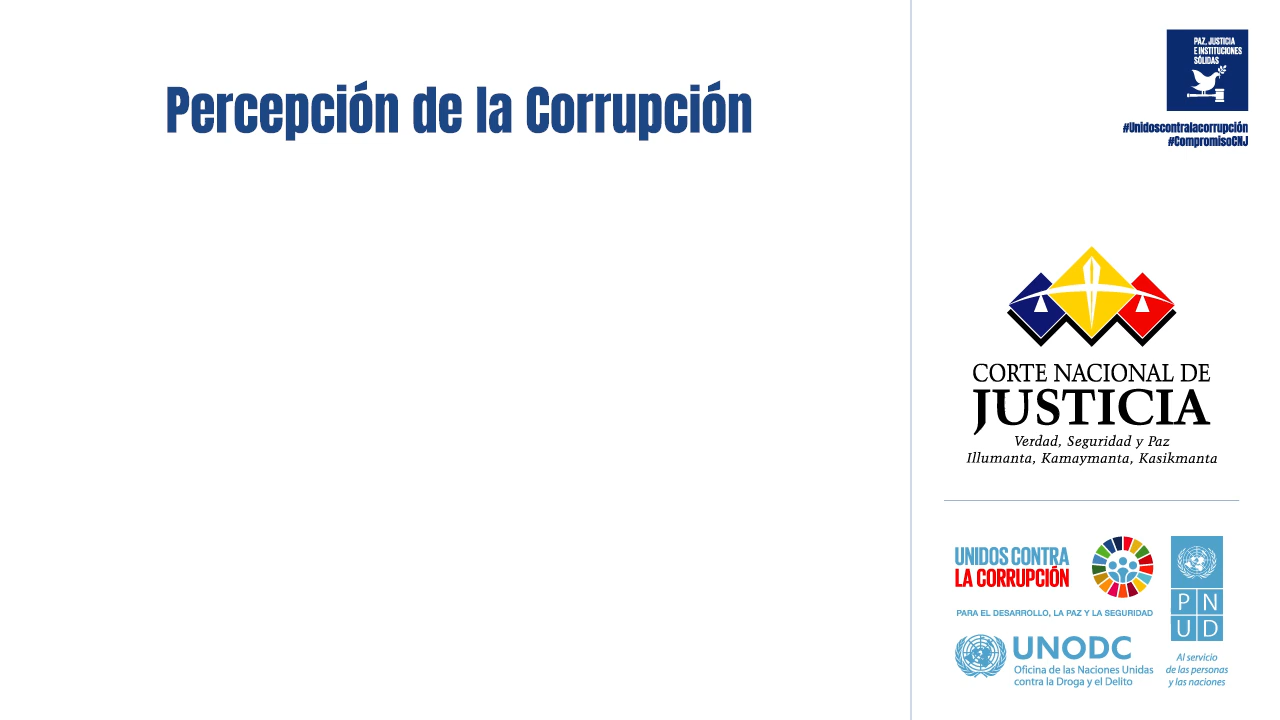 Percepción de la Corrupción
PAZ, JUSTICIA
E INSTITUCIONES
SÓLIDAS
#Unidoscontralacorrupción
#CompromisoCNJ
CORTE NACIONAL DE
JUSTICIA
Verdad, Seguridad y Paz
Illumanta, Kamaymanta, Kasikmanta
UNIDOS CONTRA
LA CORRUPCIÓN
PARA EL DESARROLLO, LA PAZ Y LA SEGURIDAD
UNODC
Oficina de las Naciones Unidas
contra la Droga y el Delito
P N
U D
Al servicio
de las personas
y las naciones